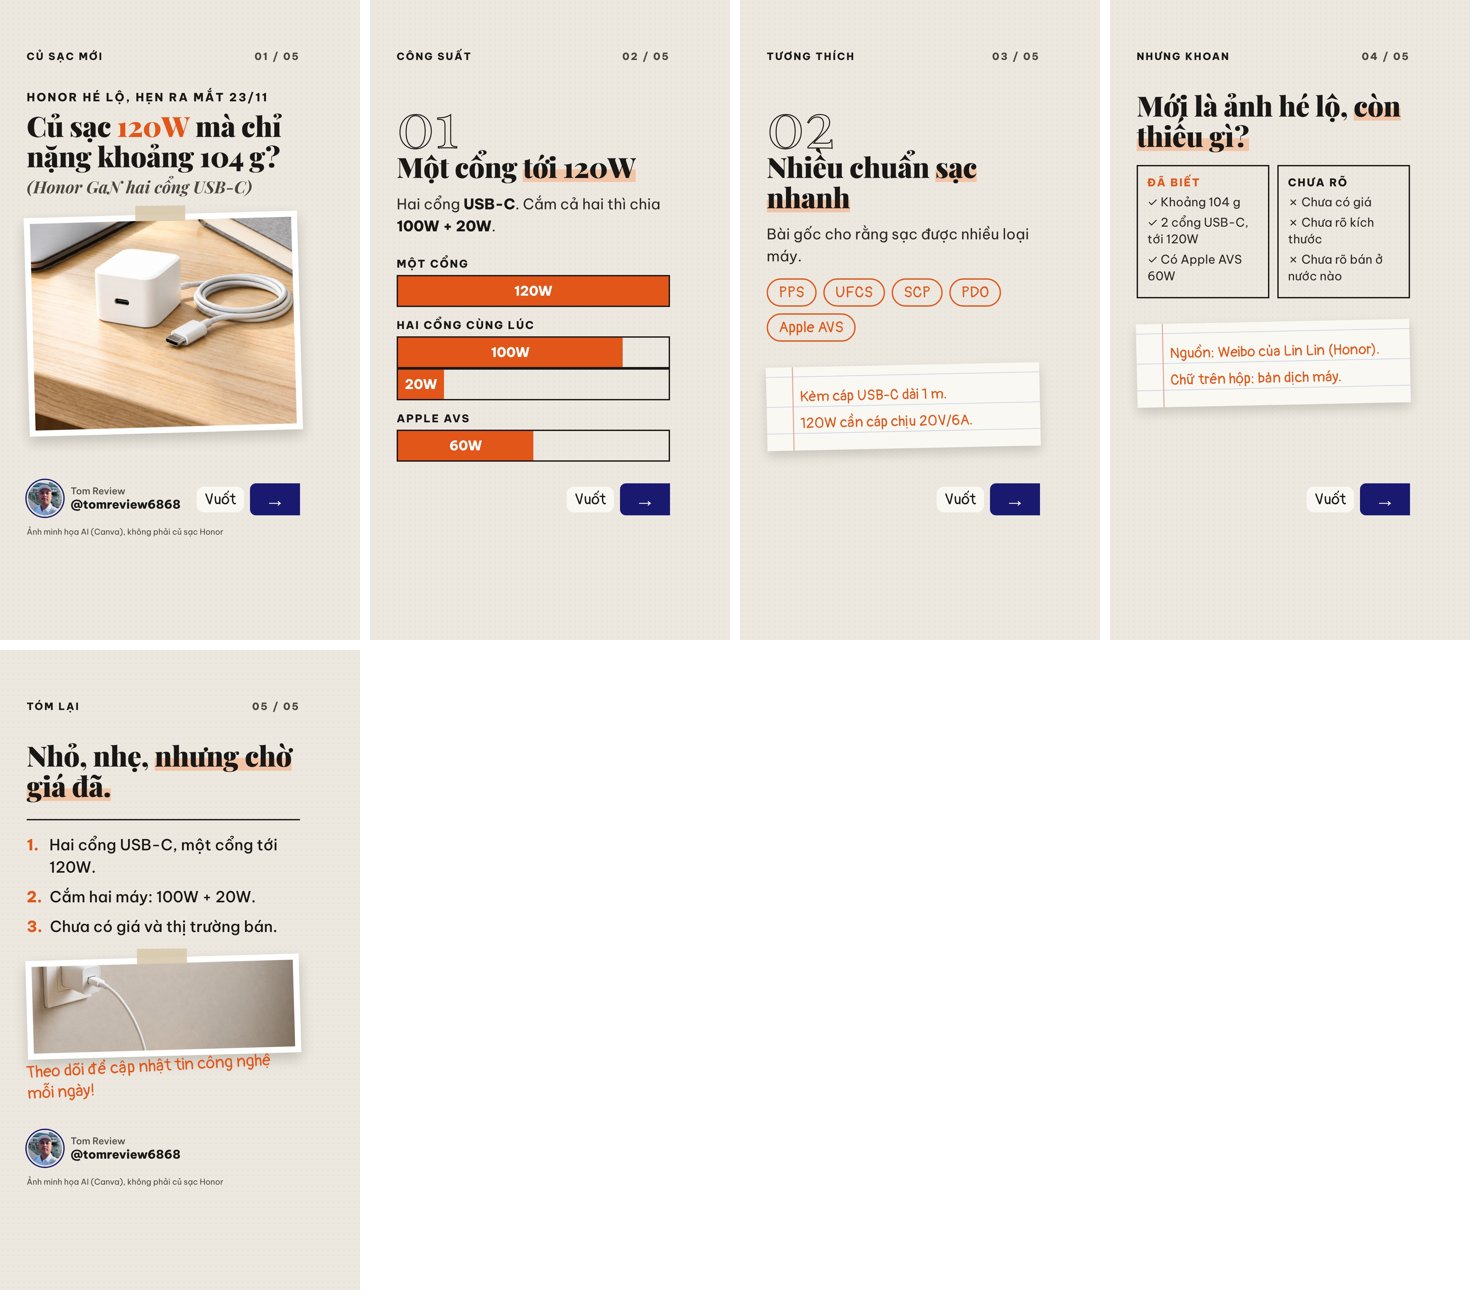 CỦ SẠC MỚI
01 / 05
HONOR HÉ LỘ, HẸN RA MẮT 23/11
Củ sạc 120W mà chỉ
nặng khoảng 104 g?
(Honor GaN hai cổng USB-C)
Tom Review
@tomreview6868
Vuốt →
Ảnh minh họa AI (Canva), không phải củ sạc Honor
CÔNG SUẤT
02 / 05
01
Một cổng tới 120W
Hai cổng USB-C. Cắm cả hai thì chia
100W + 20W.
MỘT CỔNG
120W
HAI CỔNG CÙNG LÚC
100W
20W
APPLE AVS
60W
Vuốt →
TƯƠNG THÍCH
03 / 05
02
Nhiều chuẩn sạc
nhanh
Bài gốc cho rằng sạc được nhiều loại
máy.
PPS
UFCS
SCP
PDO
Apple AVS
Kèm cáp USB-C dài 1 m.
120W cần cáp chịu 20V/6A.
Vuốt →
NHƯNG KHOAN
04 / 05
Mới là ảnh hé lộ, còn
thiếu gì?
ĐÃ BIẾT
✓ Khoảng 104 g
✓ 2 cổng USB-C,
tới 120W
✓ Có Apple AVS
60W
CHƯA RÕ
× Chưa có giá
× Chưa rõ kích
thước
× Chưa rõ bán ở
nước nào
Nguồn: Weibo của Lin Lin (Honor).
Chữ trên hộp: bản dịch máy.
Vuốt →
TÓM LẠI
05 / 05
Nhỏ, nhẹ, nhưng chờ
giá đã.
1. Hai cổng USB-C, một cổng tới
120W.
2. Cắm hai máy: 100W + 20W.
3. Chưa có giá và thị trường bán.
Theo dõi để cập nhật tin công nghệ
mỗi ngày!
Tom Review
@tomreview6868
Ảnh minh họa AI (Canva), không phải củ sạc Honor